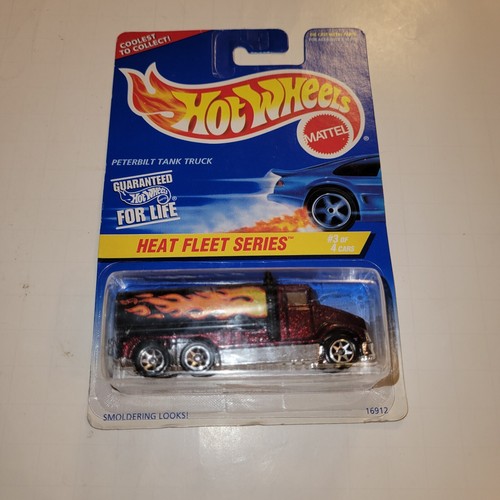 COOLEST
TO COLLECT!
HOT WHEELS
MATTEL
®
PETERBILT TANK TRUCK
GUARANTEED
Hot Wheels
FOR LIFE
HEAT FLEET SERIES™
#3 OF
4 CARS
SMOLDERING LOOKS!
16912